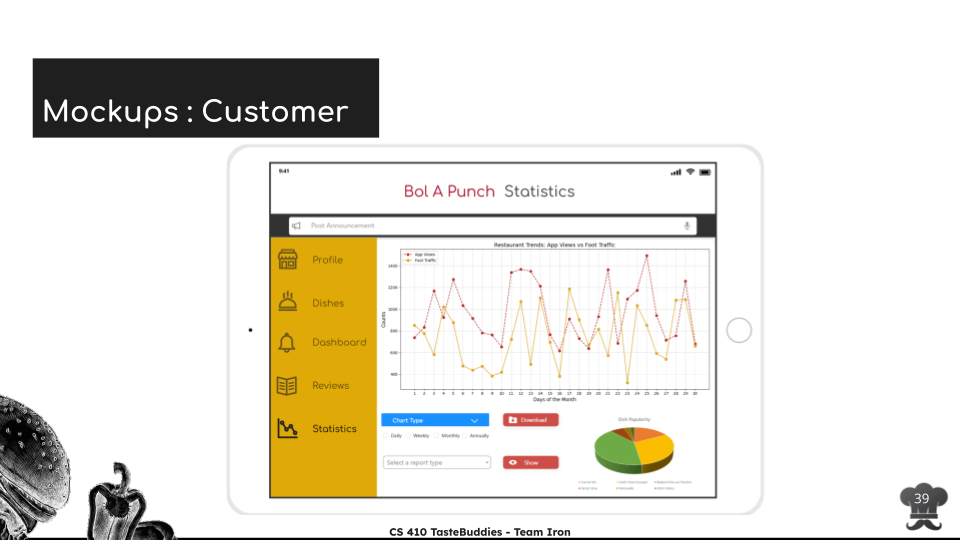 Mockups : Customer
9:41
Bol A Punch Statistics
Post Announcement
Profile
Dishes
Dashboard
Reviews
Statistics
Restaurant Trends: App Views vs Foot Traffic
App Views
Foot Traffic
1400
1200
1000
800
600
400
Counts
1 2 3 4 5 6 7 8 9 10 11 12 13 14 15 16 17 18 19 20 21 22 23 24 25 26 27 28 29 30
Days of the Month
Chart Type
Download
Daily Weekly Monthly Annually
Select a report type
Show
Dish Popularity
39
CS 410 TasteBuddies - Team Iron